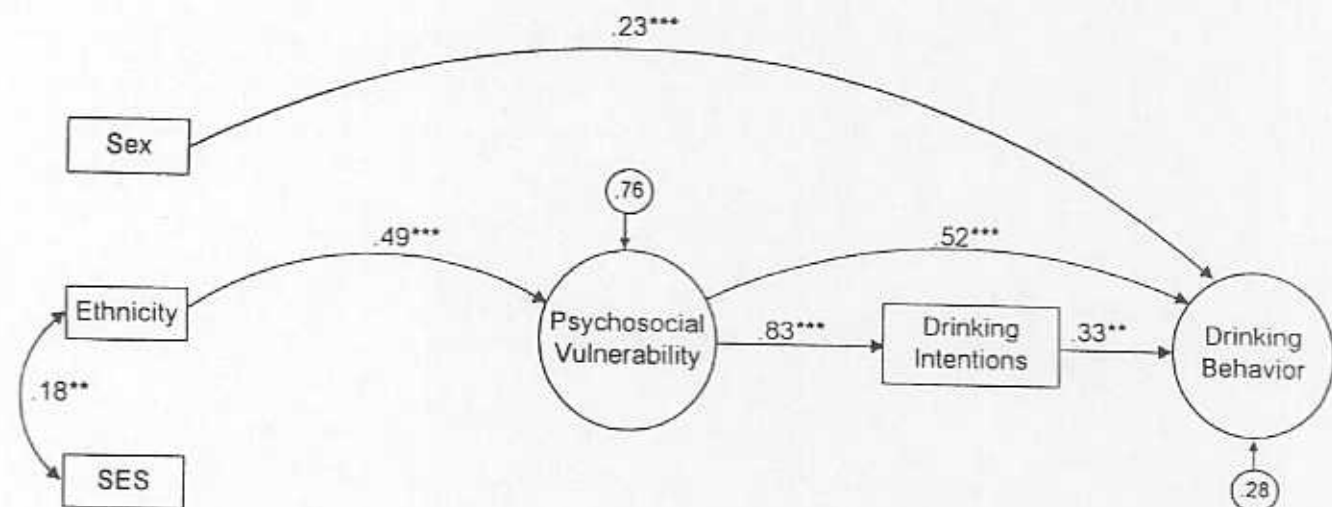 .23***
Sex
.76
.49***
.52***
Ethnicity
Psychosocial
Vulnerability
.83***
Drinking
Intentions
.33**
Drinking
Behavior
.18**
SES
.28